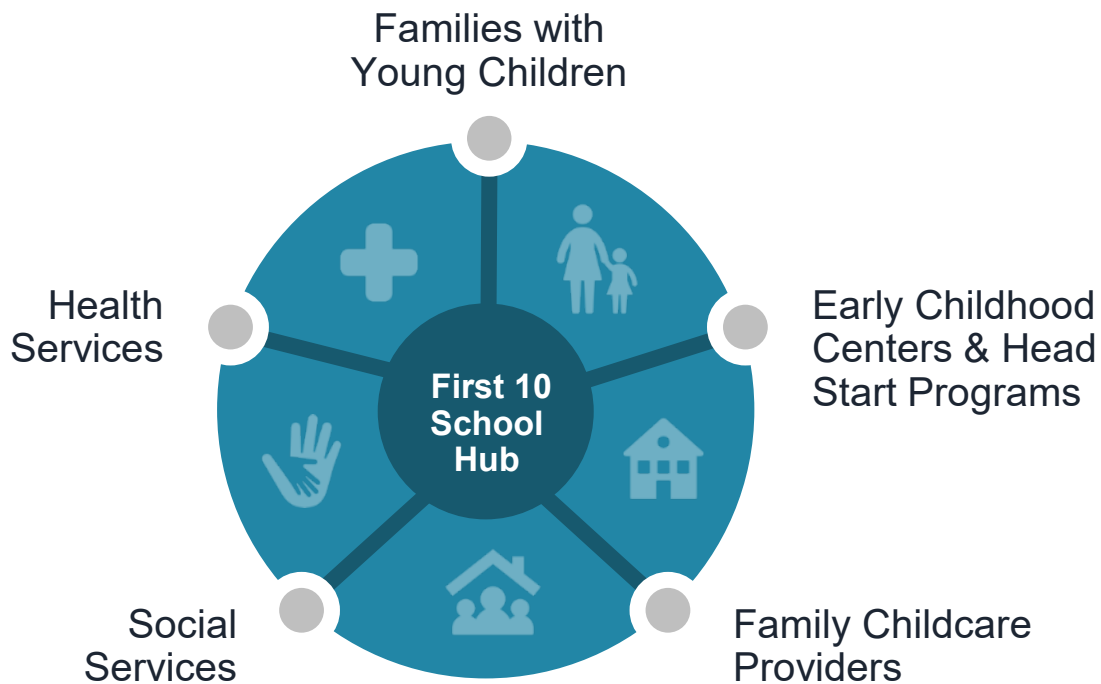 Families with
Young Children
Health
Services
Early Childhood
Centers & Head
Start Programs
First 10
School
Hub
Social
Services
Family Childcare
Providers